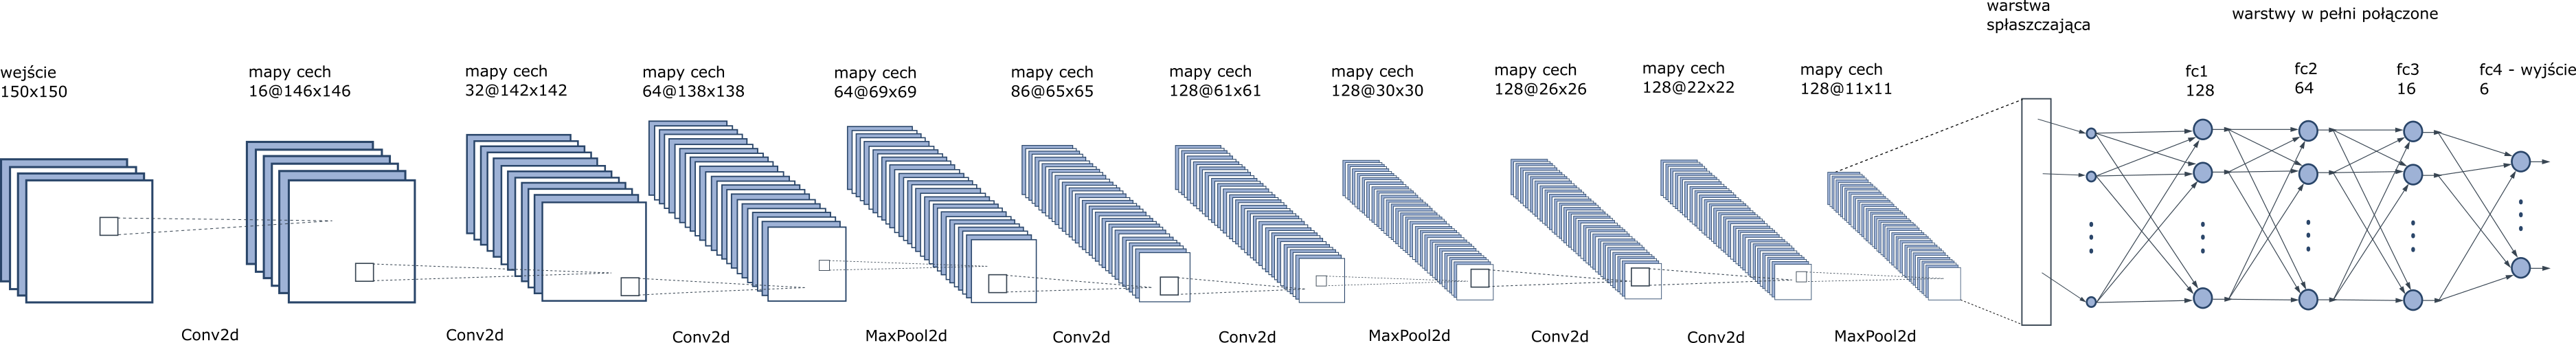 warstwa
spłaszczająca
warstwy w pełni połączone
wejście
150x150
mapy cech
16@146x146
mapy cech
32@142x142
mapy cech
64@138x138
mapy cech
64@69x69
mapy cech
86@65x65
mapy cech
128@61x61
mapy cech
128@30x30
mapy cech
128@26x26
mapy cech
128@22x22
mapy cech
128@11x11
fc1
128
fc2
64
fc3
16
fc4 - wyjście
6
Conv2d
Conv2d
Conv2d
MaxPool2d
Conv2d
Conv2d
MaxPool2d
Conv2d
Conv2d
MaxPool2d